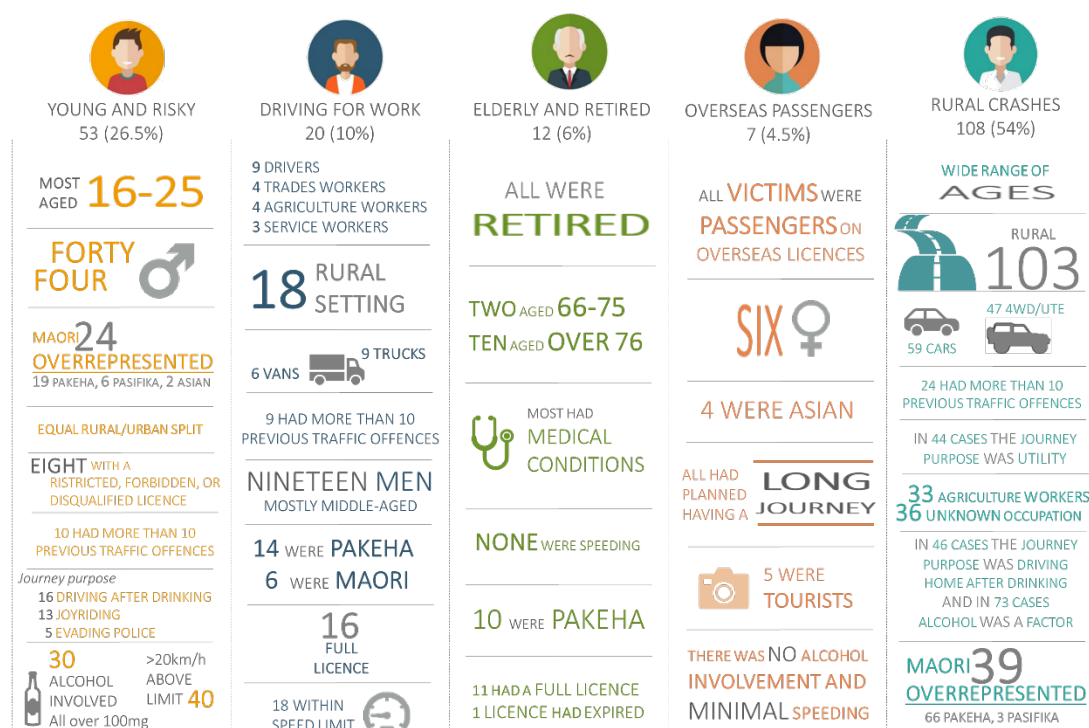 YOUNG AND RISKY
53 (26.5%)
MOST
AGED 16-25
FORTY
FOUR
MAORI 24
OVERREPRESENTED
19 PAKEHA, 6 PASIFIKA, 2 ASIAN
EQUAL RURAL/URBAN SPLIT
EIGHT WITH A
RISTRICTED, FORBIDDEN, OR
DISQUALIFIED LICENCE
10 HAD MORE THAN 10
PREVIOUS TRAFFIC OFFENCES
Journey purpose
16 DRIVING AFTER DRINKING
13 JOYRIDING
5 EVADING POLICE
30
ALCOHOL
INVOLVED
All over 100mg
>20km/h
ABOVE
LIMIT 40
DRIVING FOR WORK
20 (10%)
9 DRIVERS
4 TRADES WORKERS
4 AGRICULTURE WORKERS
3 SERVICE WORKERS
18 RURAL
SETTING
9 TRUCKS
6 VANS
9 HAD MORE THAN 10
PREVIOUS TRAFFIC OFFENCES
NINETEEN MEN
MOSTLY MIDDLE-AGED
14 WERE PAKEHA
6 WERE MAORI
16
FULL
LICENCE
18 WITHIN
SPEED LIMIT
ELDERLY AND RETIRED
12 (6%)
ALL WERE
RETIRED
TWO AGED 66-75
TEN AGED OVER 76
MOST HAD
MEDICAL
CONDITIONS
NONE WERE SPEEDING
10 WERE PAKEHA
11 HAD A FULL LICENCE
1 LICENCE HAD EXPIRED
OVERSEAS PASSENGERS
7 (4.5%)
ALL VICTIMS WERE
PASSENGERS ON
OVERSEAS LICENCES
SIX
4 WERE ASIAN
ALL HAD
PLANNED
HAVING A
LONG
JOURNEY
5 WERE
TOURISTS
THERE WAS NO ALCOHOL
INVOLVEMENT AND
MINIMAL SPEEDING
RURAL CRASHES
108 (54%)
WIDE RANGE OF
AGES
RURAL
103
47 4WD/UTE
59 CARS
24 HAD MORE THAN 10
PREVIOUS TRAFFIC OFFENCES
IN 44 CASES THE JOURNEY
PURPOSE WAS UTILITY
33 AGRICULTURE WORKERS
36 UNKNOWN OCCUPATION
IN 46 CASES THE JOURNEY
PURPOSE WAS DRIVING
HOME AFTER DRINKING
AND IN 73 CASES
ALCOHOL WAS A FACTOR
MAORI 39
OVERREPRESENTED
66 PAKEHA, 3 PASIFIKA